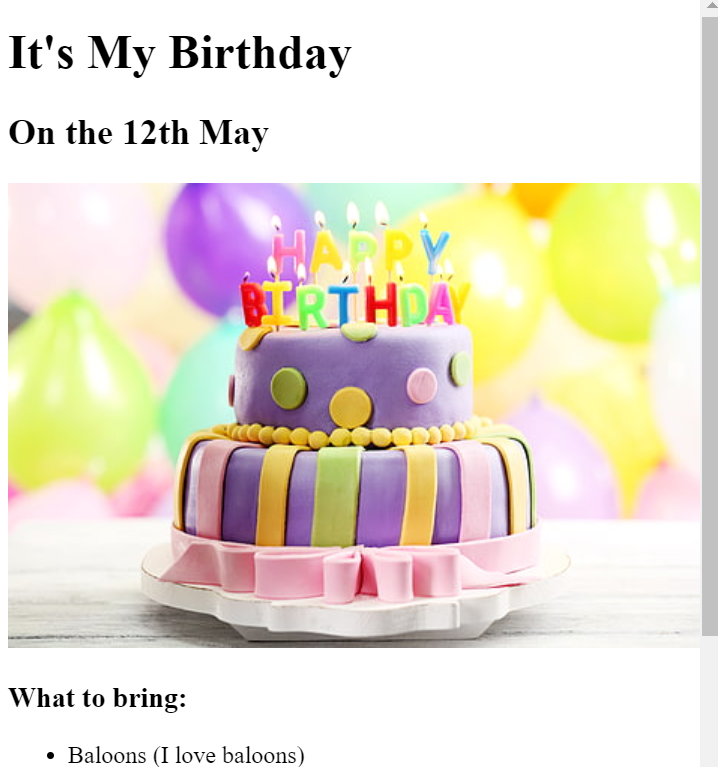 It's My Birthday
On the 12th May
HAPPY
BIRTHDAY
What to bring:
• Baloons (I love baloons)